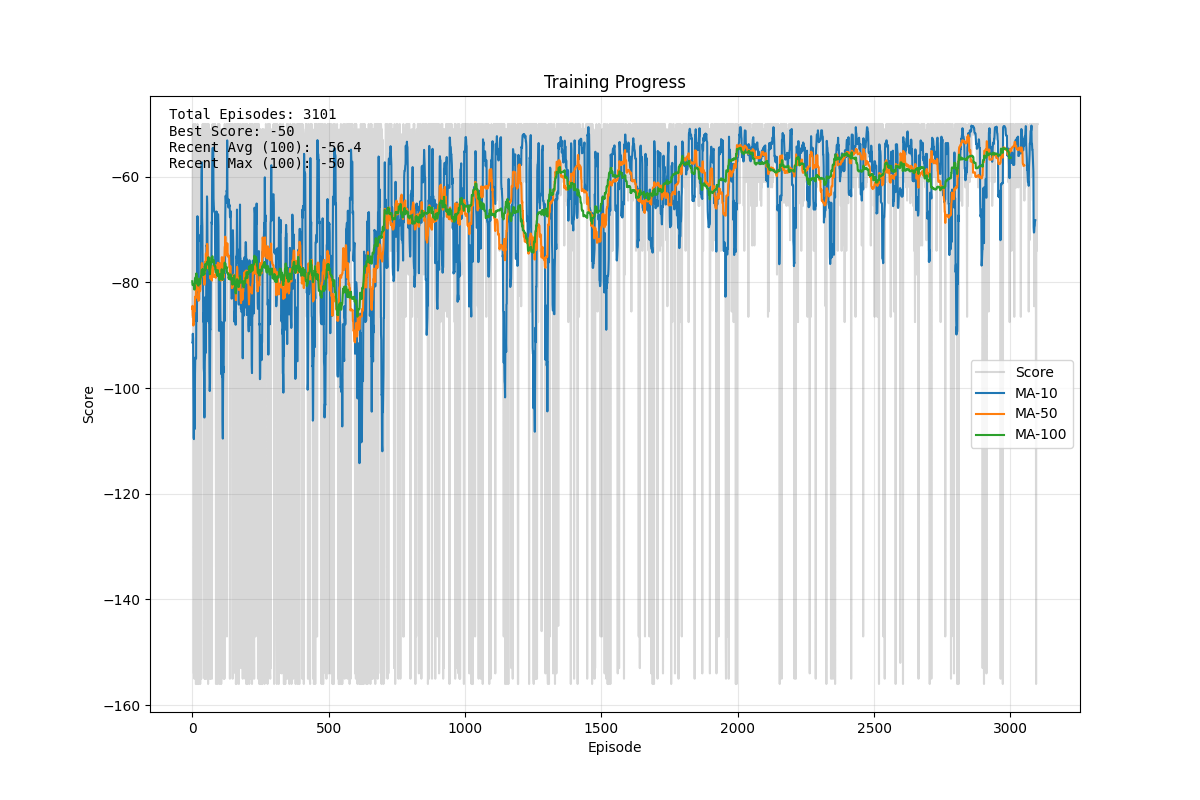 Training Progress
Total Episodes: 3101
Best Score: -50
Recent Avg (100): -56.4
Recent Max (100): -50
−60
−80
−100
−120
−140
−160
Score
Score
MA-10
MA-50
MA-100
0
500
1000
1500
2000
2500
3000
Episode